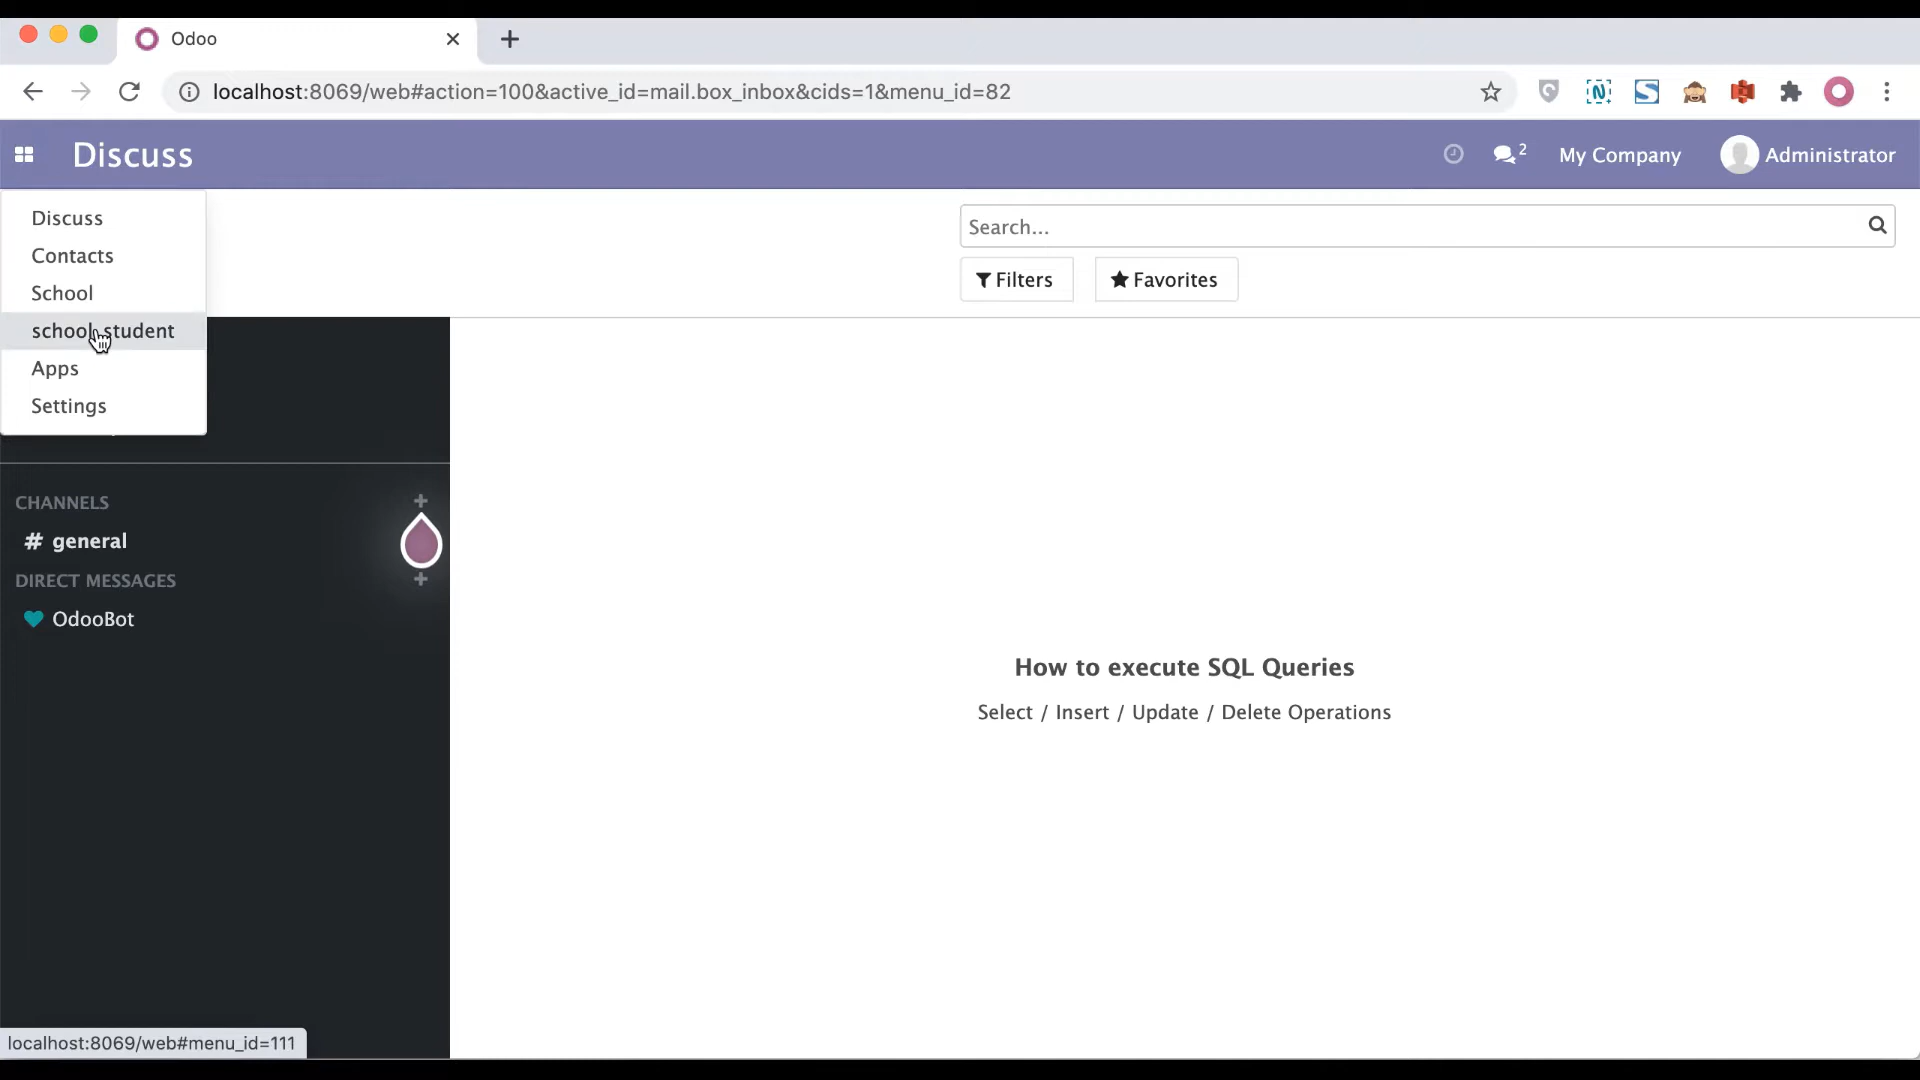 Odoo
localhost:8069/web#action=100&active_id=mail.box_inbox&cids=1&menu_id=82
Discuss
2
My Company
Administrator
Discuss
Contacts
School
school_student
Apps
Settings
Search...
Filters
Favorites
CHANNELS
# general
DIRECT MESSAGES
OdooBot
How to execute SQL Queries
Select / Insert / Update / Delete Operations
localhost:8069/web#menu_id=111